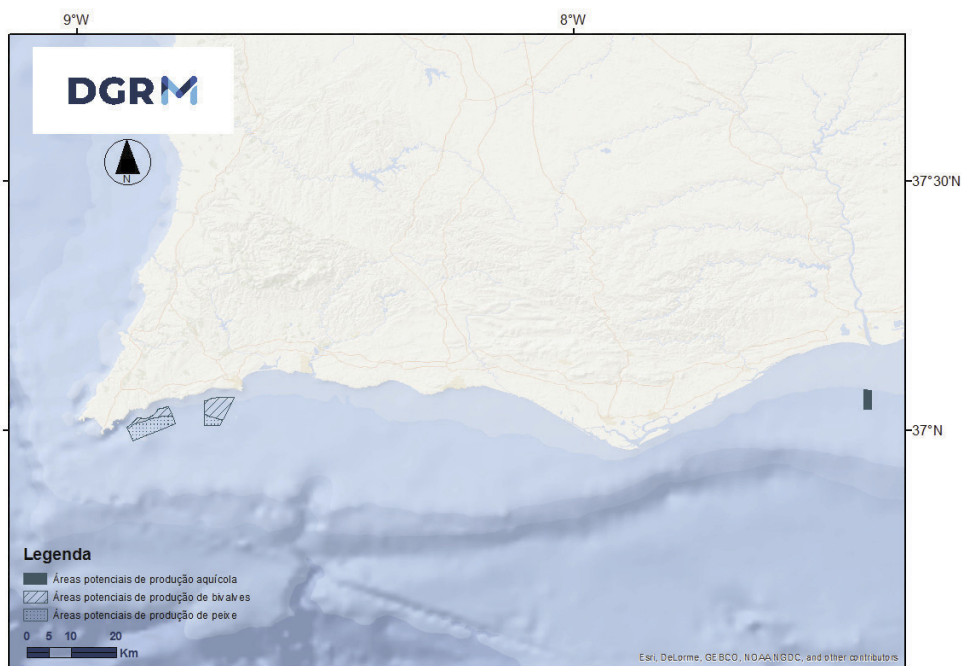 9°W 8°W
DGRM
N
37°30'N
37°N
Legenda
Áreas potenciais de produção aquícola
Áreas potenciais de produção de bivalves
Áreas potenciais de produção de peixe
0 5 10 20
Km
Esri, DeLorme, GEBCO, NOAA NGDC, and other contributors